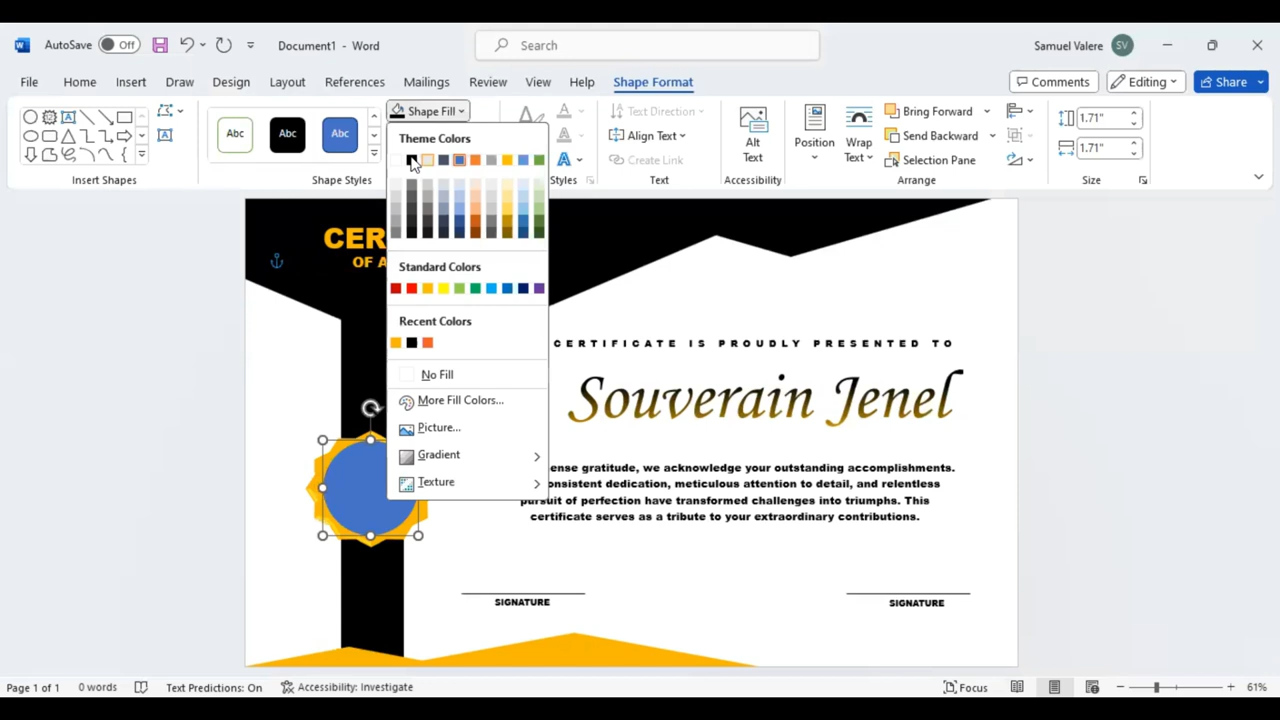 AutoSave Off Document1 - Word Search Samuel Valere SV
File Home Insert Draw Design Layout References Mailings Review View Help Shape Format Comments Editing Share
Abc Abc Abc Shape Fill Text Direction Bring Forward 1.71"
Align Text Alt Text Position Wrap Text Send Backward
Create Link Selection Pane 1.71"
Insert Shapes Shape Styles Styles Text Accessibility Arrange Size
Theme Colors
Standard Colors
Recent Colors
No Fill
More Fill Colors...
Picture...
Gradient
Texture
CER
OF A
CERTIFICATE IS PROUDLY PRESENTED TO
Souverain Jenel
ense gratitude, we acknowledge your outstanding accomplishments.
onsistent dedication, meticulous attention to detail, and relentless
pursuit of perfection have transformed challenges into triumphs. This
certificate serves as a tribute to your extraordinary contributions.
SIGNATURE SIGNATURE
Page 1 of 1 0 words Text Predictions: On Accessibility: Investigate Focus 61%